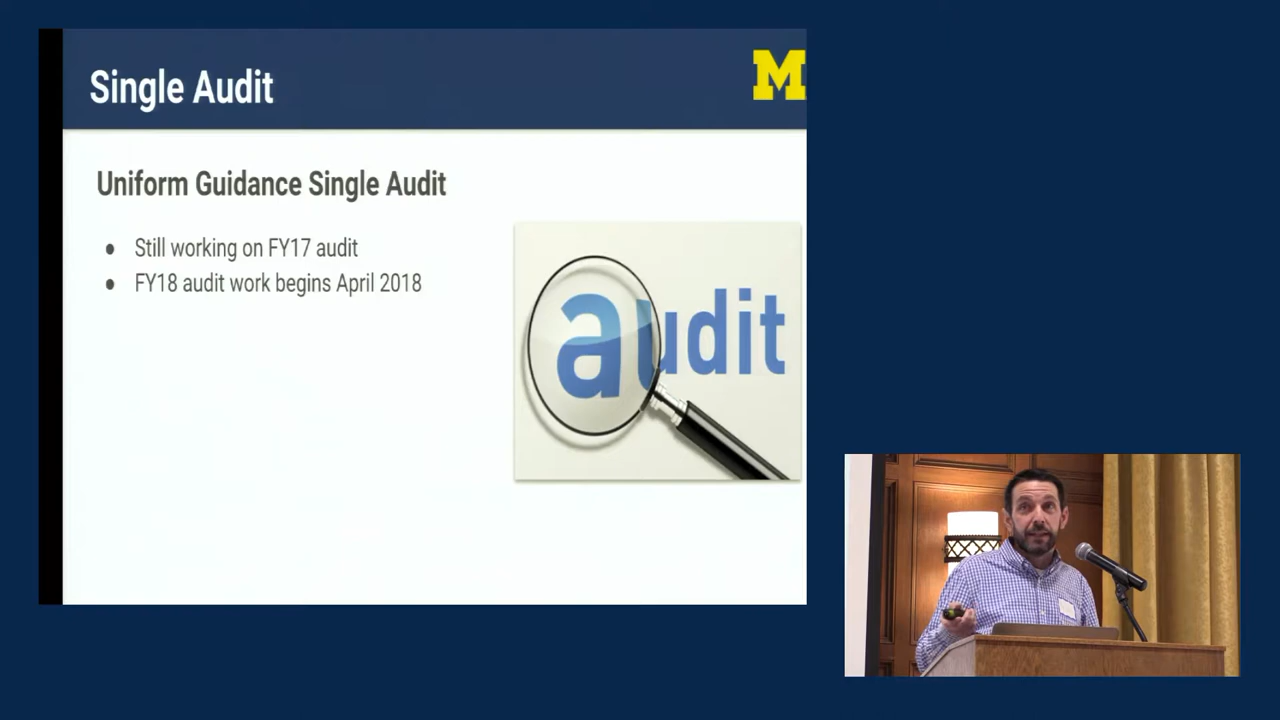 Single Audit
M
Uniform Guidance Single Audit
● Still working on FY17 audit
● FY18 audit work begins April 2018
audit